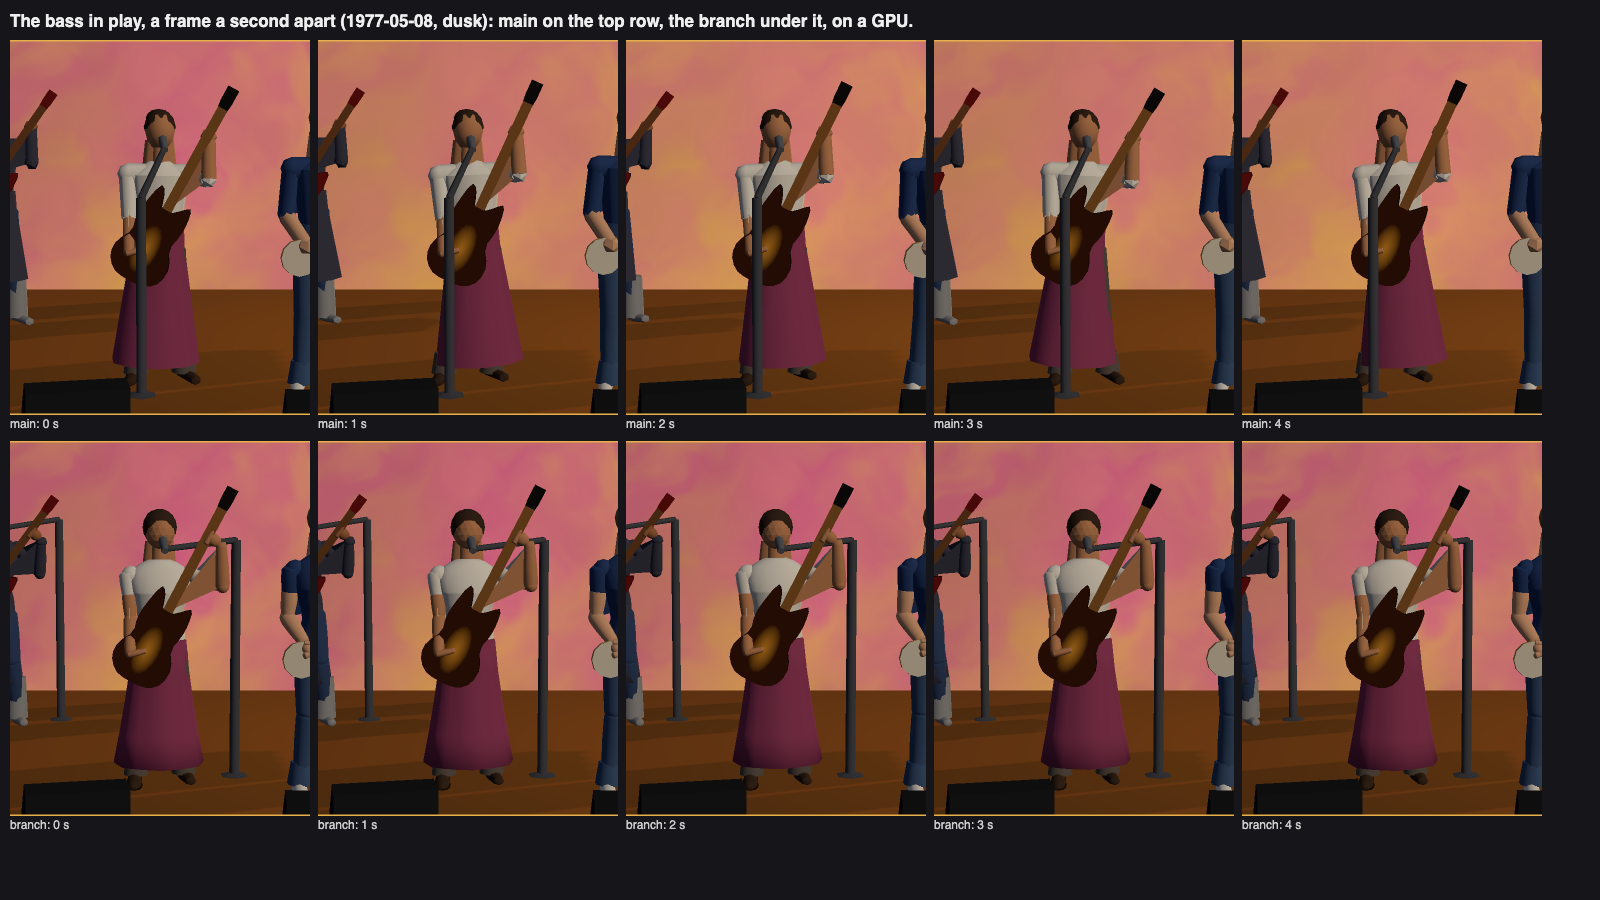 The bass in play, a frame a second apart (1977-05-08, dusk): main on the top row, the branch under it, on a GPU.
main: 0 s
main: 1 s
main: 2 s
main: 3 s
main: 4 s
branch: 0 s
branch: 1 s
branch: 2 s
branch: 3 s
branch: 4 s